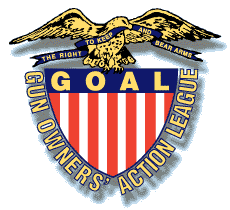 THE RIGHT TO KEEP AND BEAR ARMS
GOAL
GUN OWNERS' ACTION LEAGUE